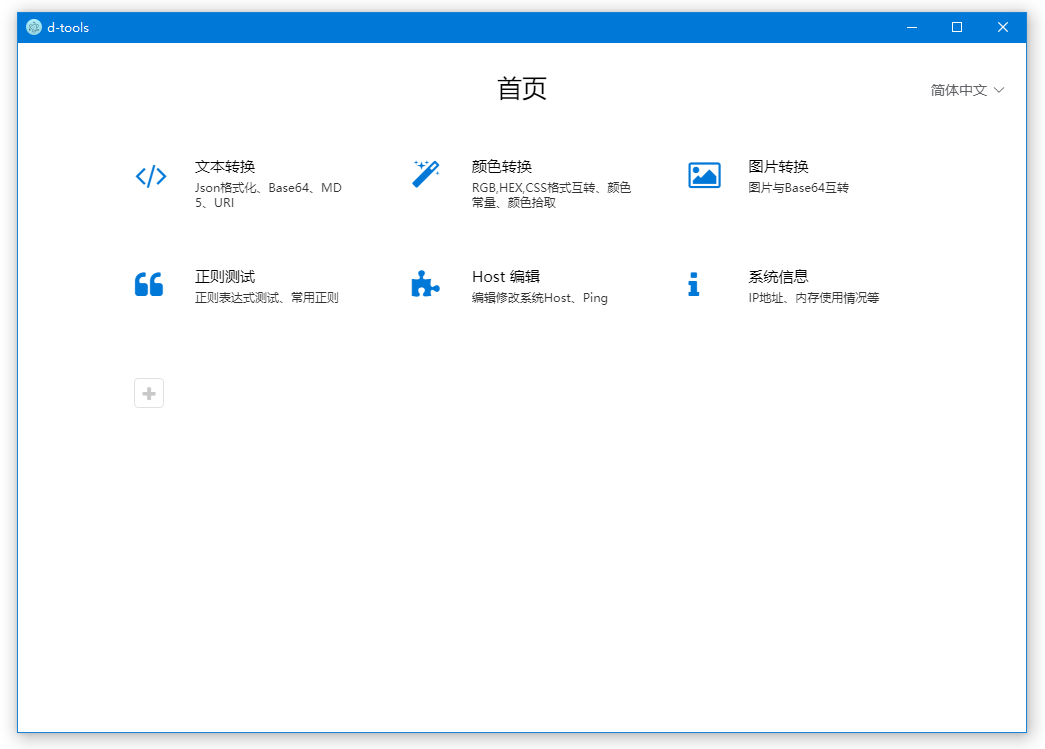 d-tools
首页
简体中文
文本转换
Json格式化、Base64、MD
5、URI
颜色转换
RGB,HEX,CSS格式互转、颜色
常量、颜色拾取
图片转换
图片与Base64互转
正则测试
正则表达式测试、常用正则
Host 编辑
编辑修改系统Host、Ping
系统信息
IP地址、内存使用情况等